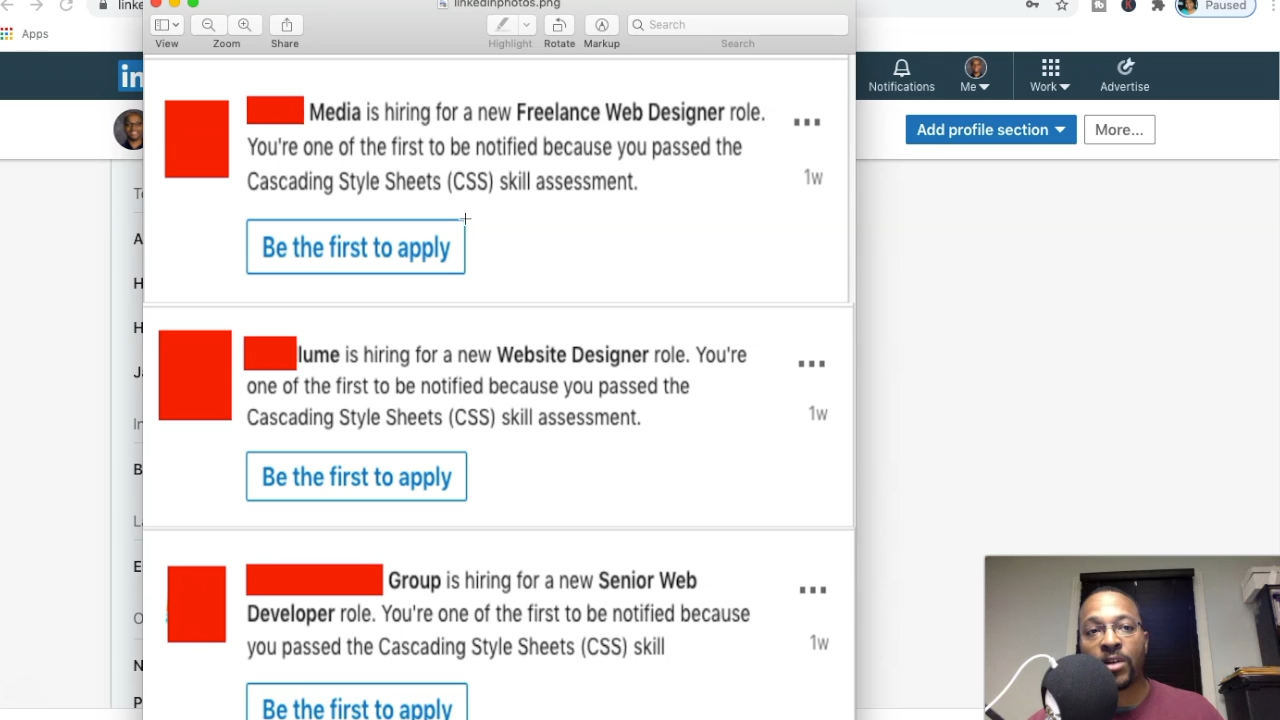 linke
linkedinphotos.png
Paused
Apps
View
Zoom
Share
Highlight
Rotate
Markup
Search
Search
in
Notifications
Me
Work
Advertise
Add profile section
More...
Media is hiring for a new Freelance Web Designer role.
You're one of the first to be notified because you passed the
Cascading Style Sheets (CSS) skill assessment.
1w
Be the first to apply
lume is hiring for a new Website Designer role. You're
one of the first to be notified because you passed the
Cascading Style Sheets (CSS) skill assessment.
1w
Be the first to apply
Group is hiring for a new Senior Web
Developer role. You're one of the first to be notified because
you passed the Cascading Style Sheets (CSS) skill
1w
Be the first to apply